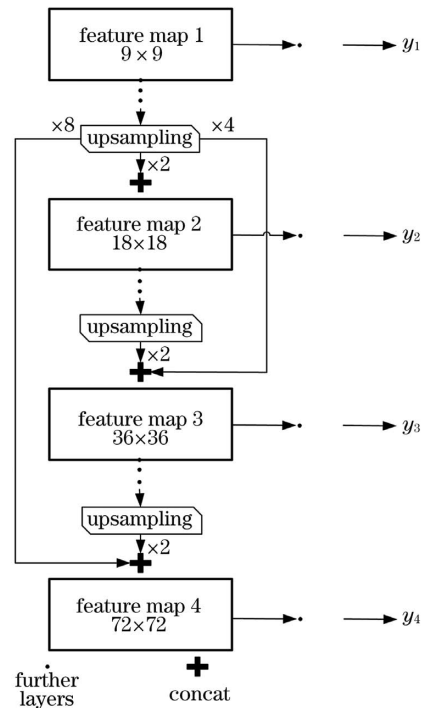 feature map 1
9 × 9
y₁
×8
upsampling
×4
×2
feature map 2
18×18
y₂
upsampling
×2
feature map 3
36×36
y₃
upsampling
×2
feature map 4
72×72
y₄
further
layers
concat